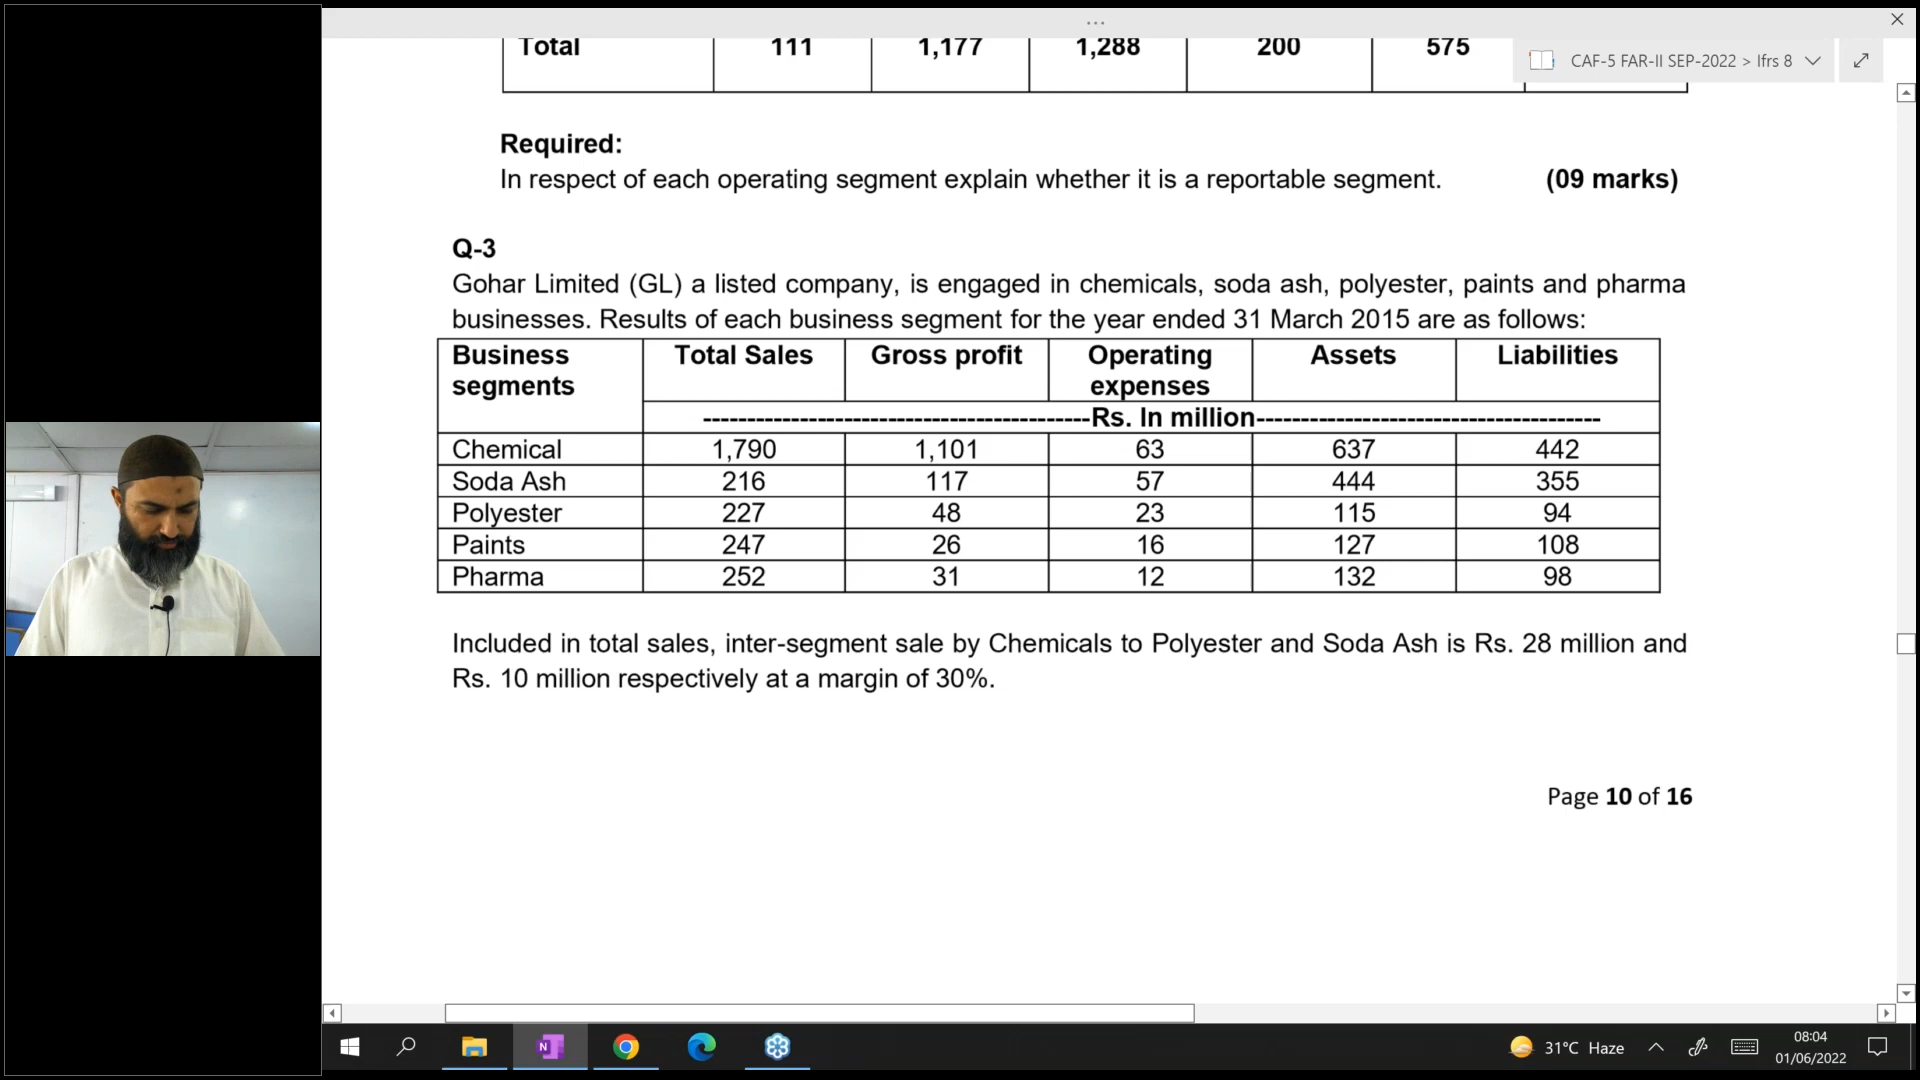 Total 111 1,177 1,288 200 575
CAF-5 FAR-II SEP-2022 > Ifrs 8
Required:
In respect of each operating segment explain whether it is a reportable segment. (09 marks)
Q-3
Gohar Limited (GL) a listed company, is engaged in chemicals, soda ash, polyester, paints and pharma
businesses. Results of each business segment for the year ended 31 March 2015 are as follows:
Business segments Total Sales Gross profit Operating expenses Assets Liabilities
------------------------------------------Rs. In million--------------------------------------
Chemical 1,790 1,101 63 637 442
Soda Ash 216 117 57 444 355
Polyester 227 48 23 115 94
Paints 247 26 16 127 108
Pharma 252 31 12 132 98
Included in total sales, inter-segment sale by Chemicals to Polyester and Soda Ash is Rs. 28 million and
Rs. 10 million respectively at a margin of 30%.
Page 10 of 16
31°C Haze
08:04
01/06/2022